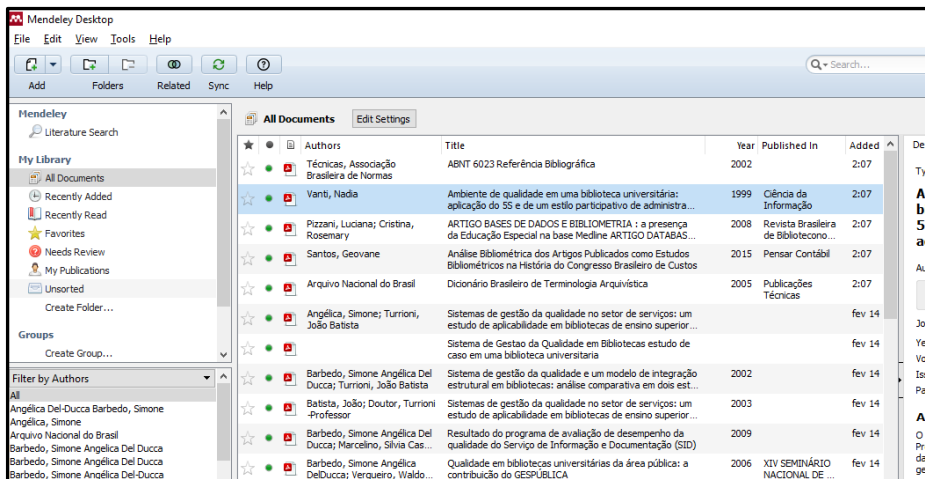 Mendeley Desktop
File Edit View Tools Help
Add Folders Related Sync Help
Search...
Mendeley
Literature Search
My Library
All Documents
Recently Added
Recently Read
Favorites
Needs Review
My Publications
Unsorted
Create Folder...
Groups
Create Group...
Filter by Authors
All
Angélica Del-Ducca Barbedo, Simone
Angélica, Simone
Arquivo Nacional do Brasil
Barbedo, Simone Angelica Del Ducca
Barbedo, Simone Angélica Del Ducca
Barbedo, Simone Angélica Del-Ducca
All Documents Edit Settings
Authors Title Year Published In Added
Técnicas, Associação ABNT 6023 Referência Bibliográfica 2002 2:07
Brasileira de Normas
Vanti, Nadia Ambiente de qualidade em uma biblioteca universitária: 1999 Ciência da 2:07
aplicação do 5S e de um estilo participativo de administra... Informação
Pizzani, Luciana; Cristina, ARTIGO BASES DE DADOS E BIBLIOMETRIA : a presença 2008 Revista Brasileira 2:07
Rosemary da Educação Especial na base Medline ARTIGO DATABAS... de Bibliotecono...
Santos, Geovane Análise Bibliométrica dos Artigos Publicados como Estudos 2015 Pensar Contábil 2:07
Bibliométricos na História do Congresso Brasileiro de Custos
Arquivo Nacional do Brasil Dicionário Brasileiro de Terminologia Arquivística 2005 Publicações 2:07
Técnicas
Angélica, Simone; Turrioni, Sistemas de gestão da qualidade no setor de serviços: um fev 14
João Batista estudo de aplicabilidade em bibliotecas de ensino superior...
Sistema de Gestao da Qualidade em Bibliotecas estudo de fev 14
caso em uma biblioteca universitaria
Barbedo, Simone Angélica Del Sistema de gestão da qualidade e um modelo de integração 2002 fev 14
Ducca; Turrioni, João Batista estrutural em bibliotecas: análise comparativa em dois est...
Batista, João; Doutor, Turrioni Sistemas de gestão da qualidade no setor de serviços: um 2003 fev 14
-Professor estudo de aplicabilidade em bibliotecas de ensino superior...
Barbedo, Simone Angélica Del Resultado do programa de avaliação de desempenho da 2009 fev 14
Ducca; Marcelino, Silvia Cas... qualidade do Serviço de Informação e Documentação (SID)
Barbedo, Simone Angélica Qualidade em bibliotecas universitárias da área pública: a 2006 XIV SEMINÁRIO fev 14
DelDucca; Vergueiro, Waldo... contribuição do GESPÚBLICA NACIONAL DE ...